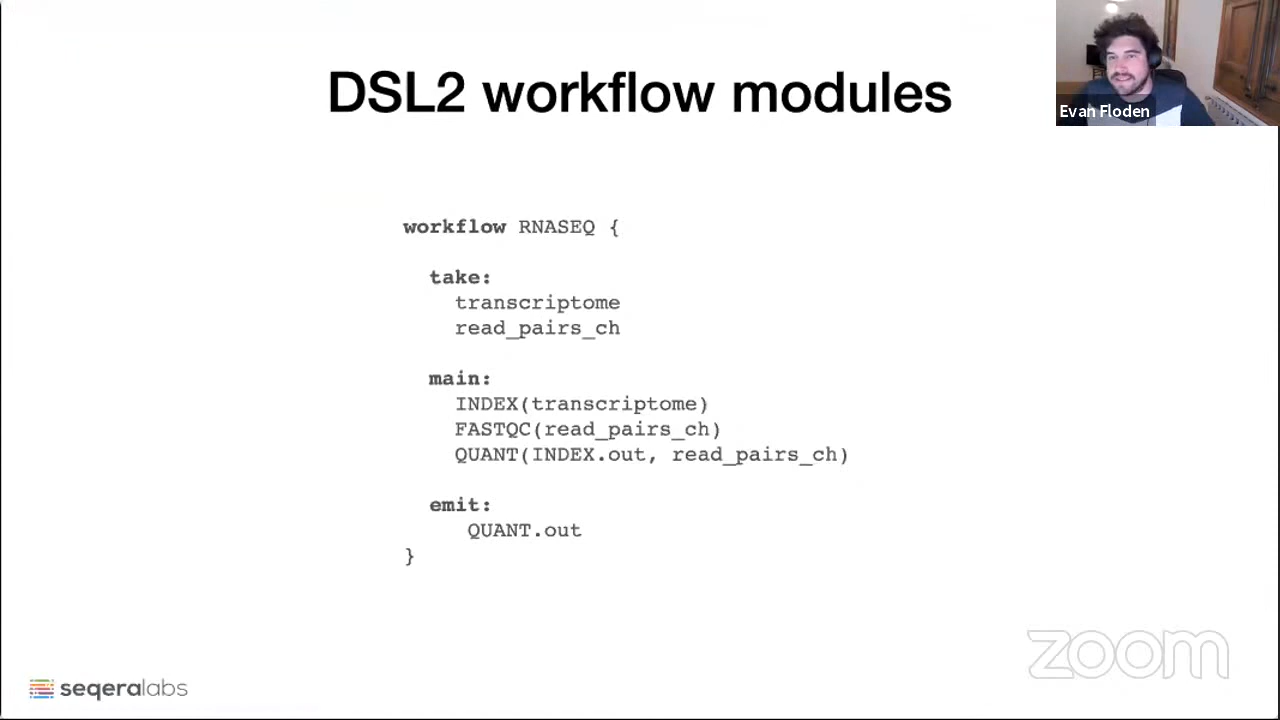 DSL2 workflow modules
Evan Floden
workflow RNASEQ {
take:
transcriptome
read_pairs_ch
main:
INDEX(transcriptome)
FASTQC(read_pairs_ch)
QUANT(INDEX.out, read_pairs_ch)
emit:
QUANT.out
}
seqeralabs
zoom